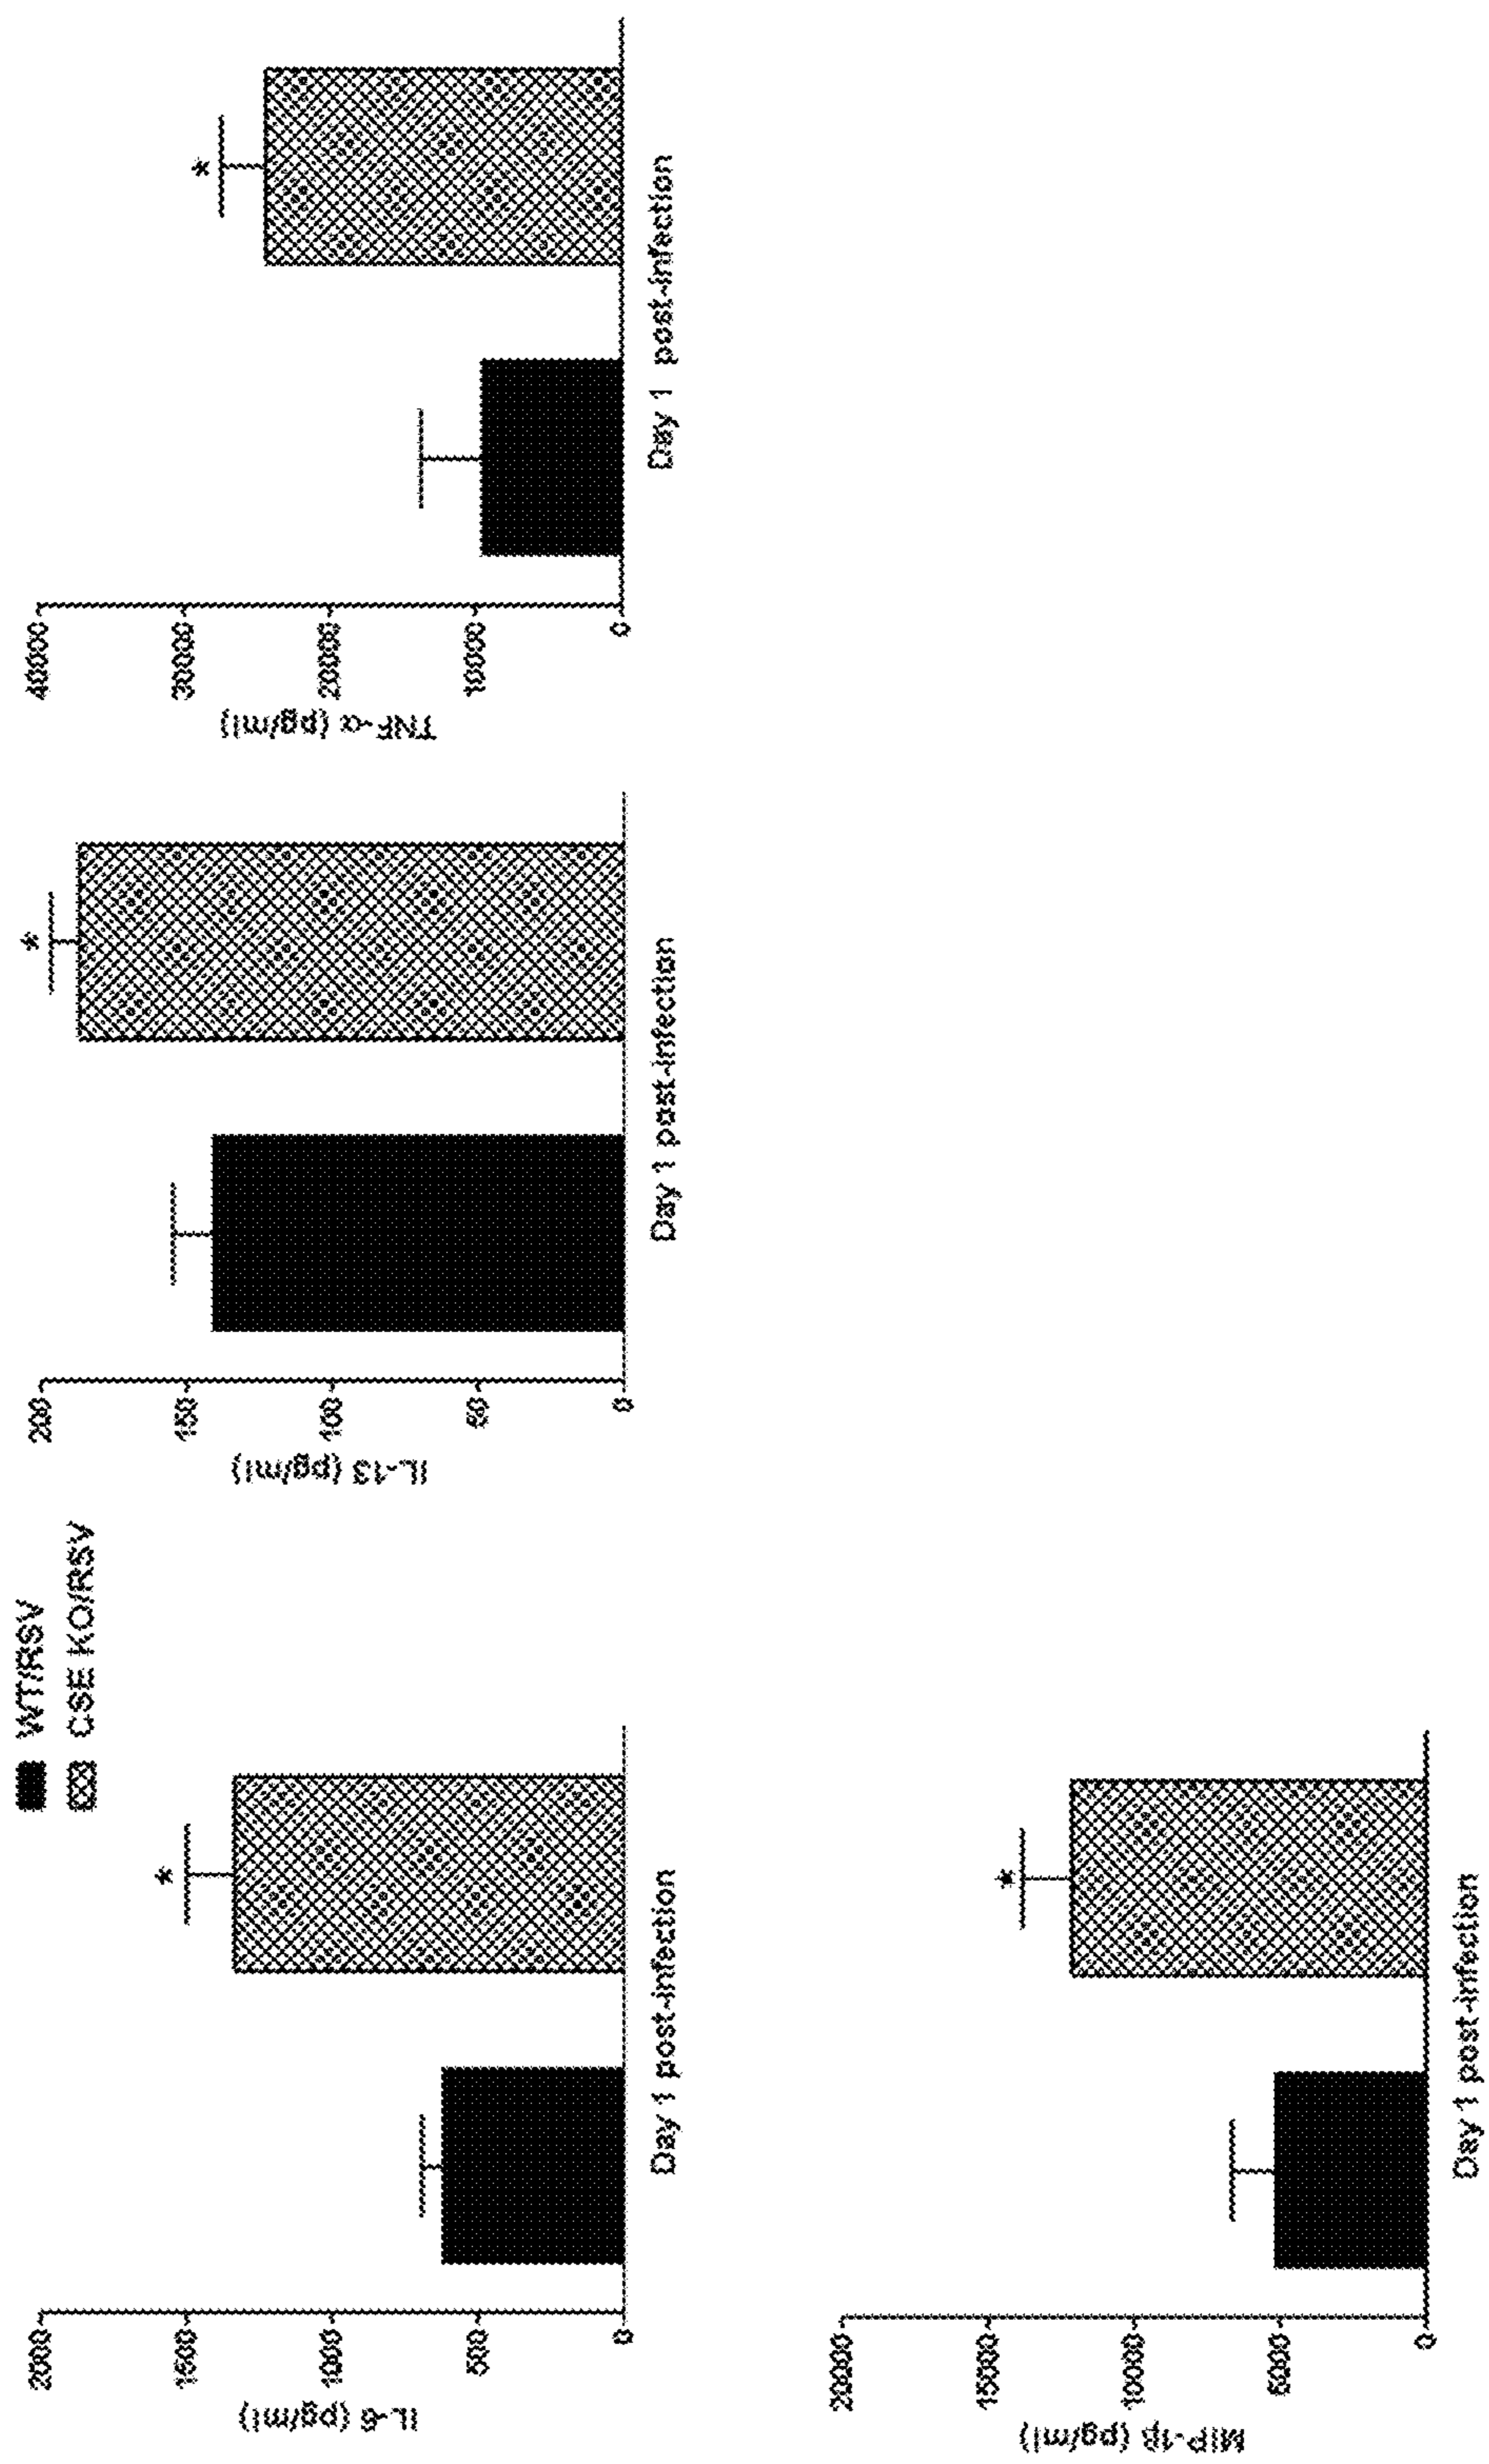 WT/RSV
CSE KO/RSV
IL-6 (pg/ml)
2000
1500
1000
500
0
*
Day 1 post-infection
IL-13 (pg/ml)
200
150
100
50
0
*
Day 1 post-infection
TNF-α (pg/ml)
40000
30000
20000
10000
0
*
Day 1 post-infection
MIP-1β (pg/ml)
20000
15000
10000
5000
0
*
Day 1 post-infection